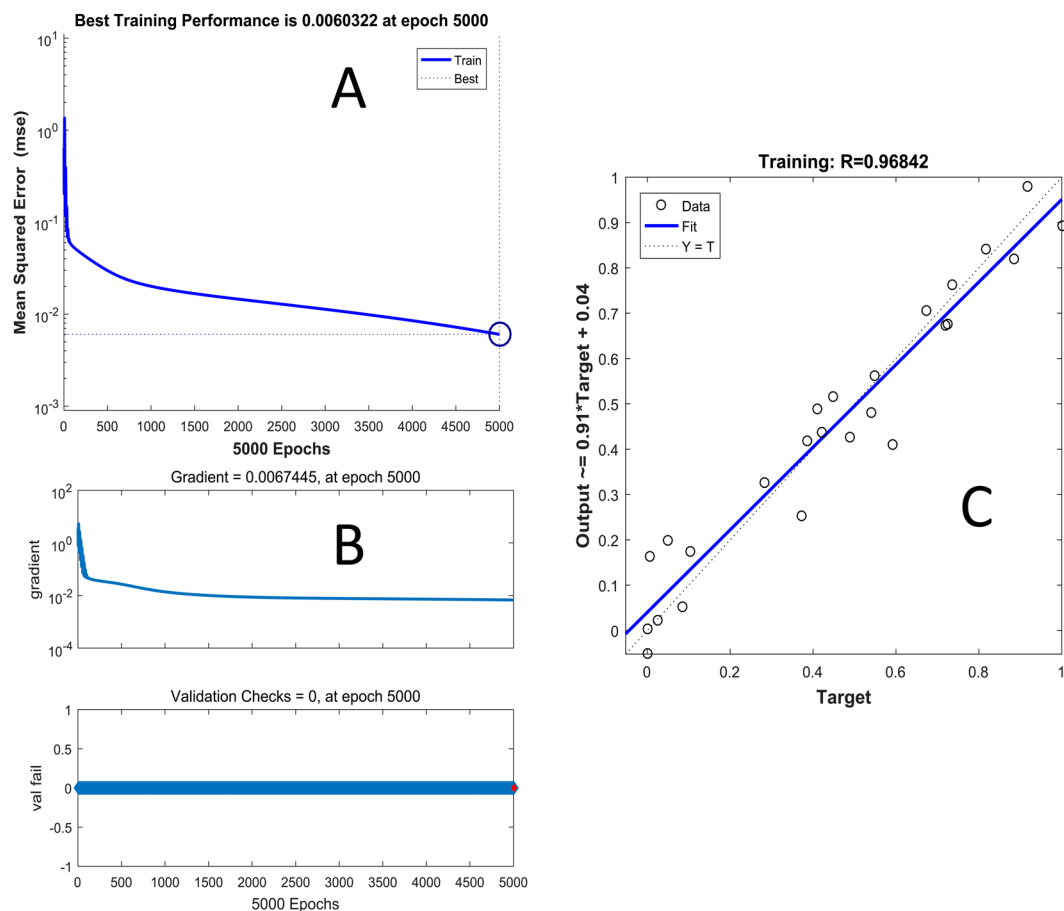 Best Training Performance is 0.0060322 at epoch 5000
Mean Squared Error (mse)
10^1
10^0
10^-1
10^-2
10^-3
Train
Best
A
0 500 1000 1500 2000 2500 3000 3500 4000 4500 5000
5000 Epochs
Gradient = 0.0067445, at epoch 5000
gradient
10^2
10^0
10^-2
10^-4
B
Validation Checks = 0, at epoch 5000
val fail
1
0.5
0
-0.5
-1
0 500 1000 1500 2000 2500 3000 3500 4000 4500 5000
5000 Epochs
Training: R=0.96842
Output ~= 0.91*Target + 0.04
1
0.9
0.8
0.7
0.6
0.5
0.4
0.3
0.2
0.1
0
Data
Fit
Y = T
C
0 0.2 0.4 0.6 0.8 1
Target